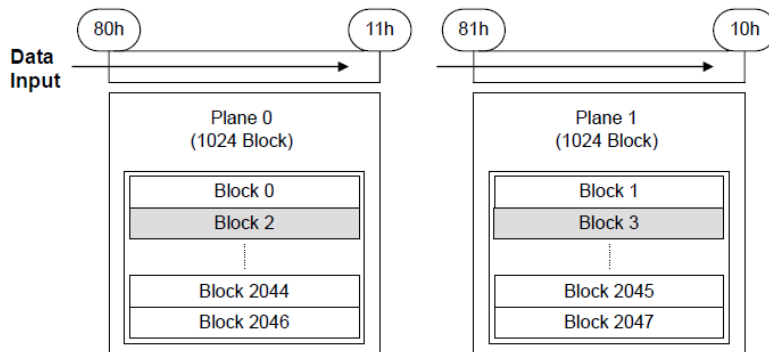 80h 11h 81h 10h
Data
Input
Plane 0
(1024 Block)
Block 0
Block 2
Block 2044
Block 2046
Plane 1
(1024 Block)
Block 1
Block 3
Block 2045
Block 2047